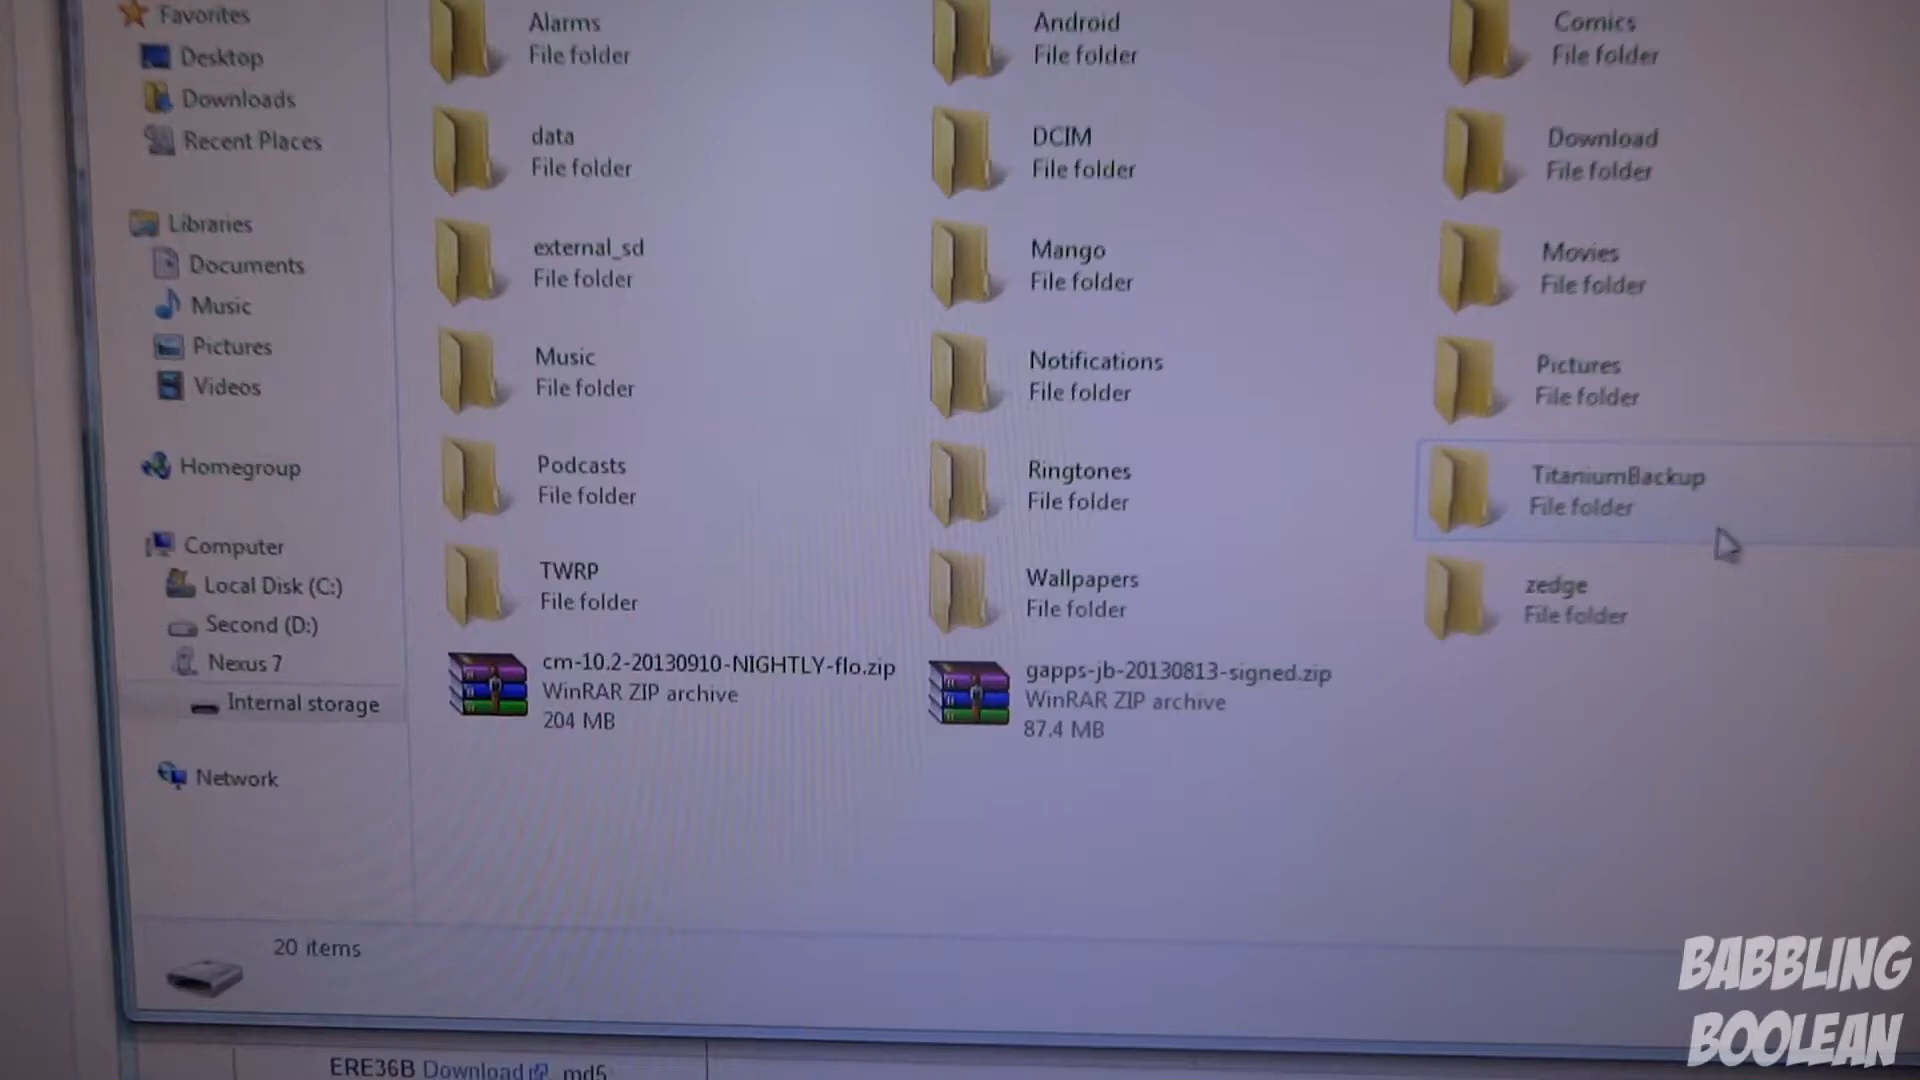 Favorites
Desktop
Downloads
Recent Places
Libraries
Documents
Music
Pictures
Videos
Homegroup
Computer
Local Disk (C:)
Second (D:)
Nexus 7
Internal storage
Network
Alarms
File folder
Android
File folder
Comics
File folder
data
File folder
DCIM
File folder
Download
File folder
external_sd
File folder
Mango
File folder
Movies
File folder
Music
File folder
Notifications
File folder
Pictures
File folder
Podcasts
File folder
Ringtones
File folder
TitaniumBackup
File folder
TWRP
File folder
Wallpapers
File folder
zedge
File folder
cm-10.2-20130910-NIGHTLY-flo.zip
WinRAR ZIP archive
204 MB
gapps-jb-20130813-signed.zip
WinRAR ZIP archive
87.4 MB
20 items
ERE36B Download md5
BABBLING
BOOLEAN